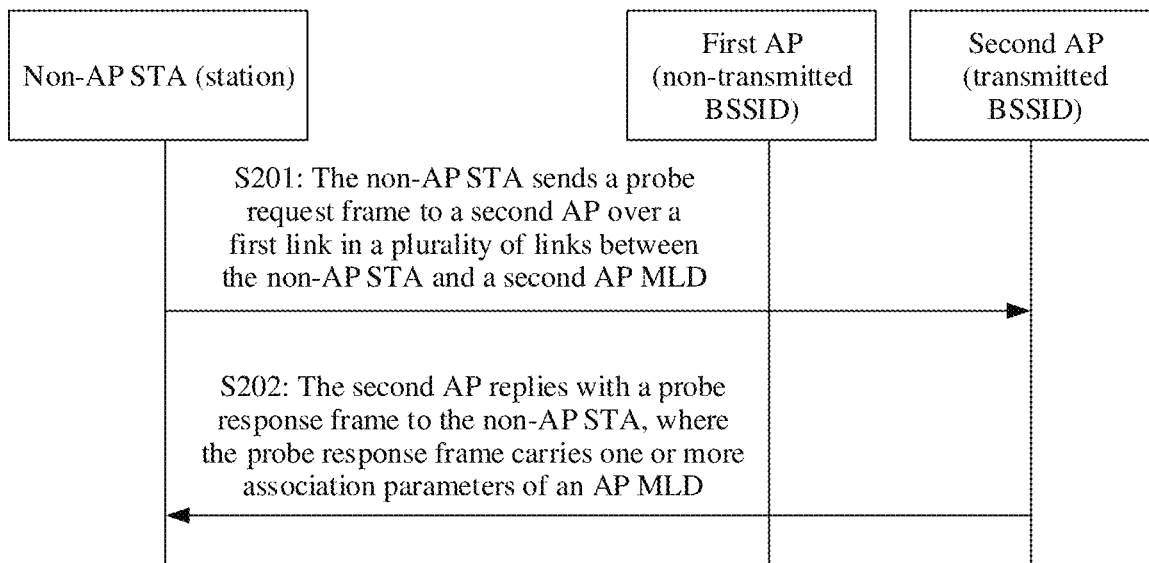 Non-AP STA (station)
First AP
(non-transmitted
BSSID)
Second AP
(transmitted
BSSID)
S201: The non-AP STA sends a probe
request frame to a second AP over a
first link in a plurality of links between
the non-AP STA and a second AP MLD
S202: The second AP replies with a probe
response frame to the non-AP STA, where
the probe response frame carries one or more
association parameters of an AP MLD